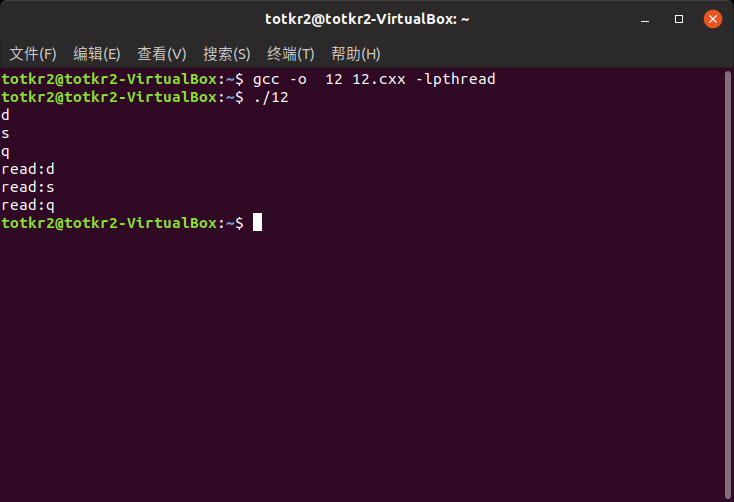 totkr2@totkr2-VirtualBox: ~
文件(F) 编辑(E) 查看(V) 搜索(S) 终端(T) 帮助(H)
totkr2@totkr2-VirtualBox:~$ gcc -o  12 12.cxx -lpthread
totkr2@totkr2-VirtualBox:~$ ./12
d
s
q
read:d
read:s
read:q
totkr2@totkr2-VirtualBox:~$